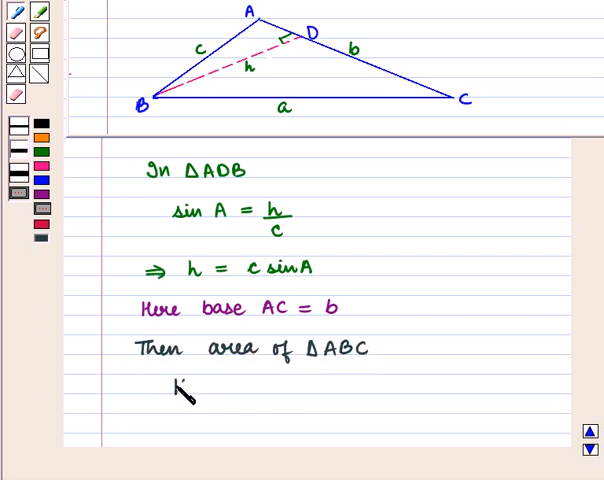 A
D
c
b
h
B
C
a
In ΔADB
sin A = h/c
⇒ h = c sinA
Here base AC = b
Then area of ΔABC